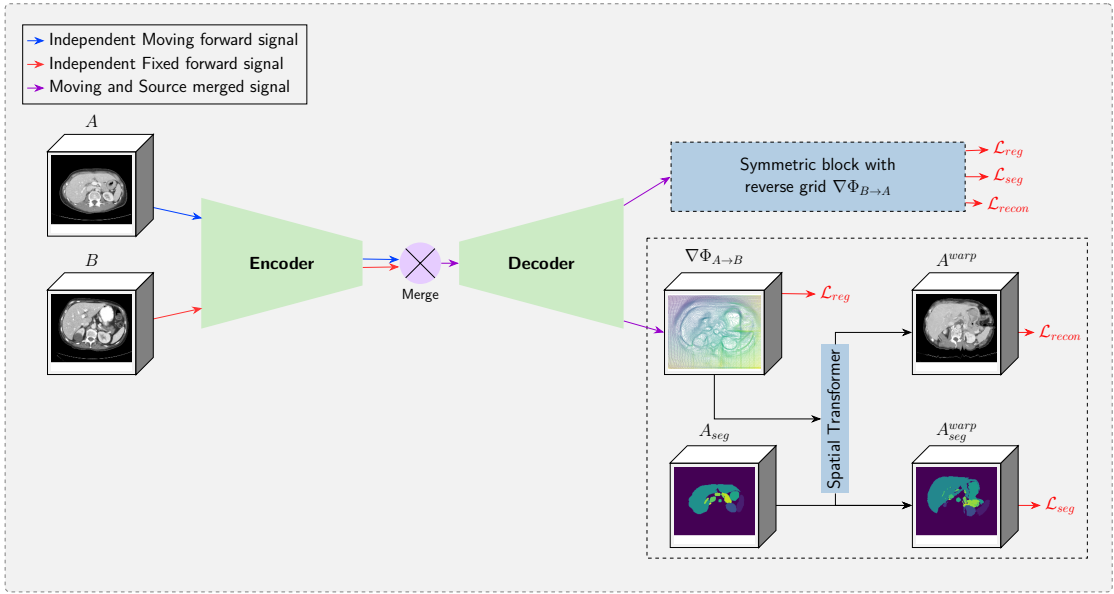 Independent Moving forward signal
Independent Fixed forward signal
Moving and Source merged signal
A
B
Encoder
Merge
Decoder
Symmetric block with
reverse grid ∇Φ_{B→A}
ℒ_{reg}
ℒ_{seg}
ℒ_{recon}
∇Φ_{A→B}
ℒ_{reg}
A^{warp}
ℒ_{recon}
Spatial Transformer
A_{seg}
A_{seg}^{warp}
ℒ_{seg}